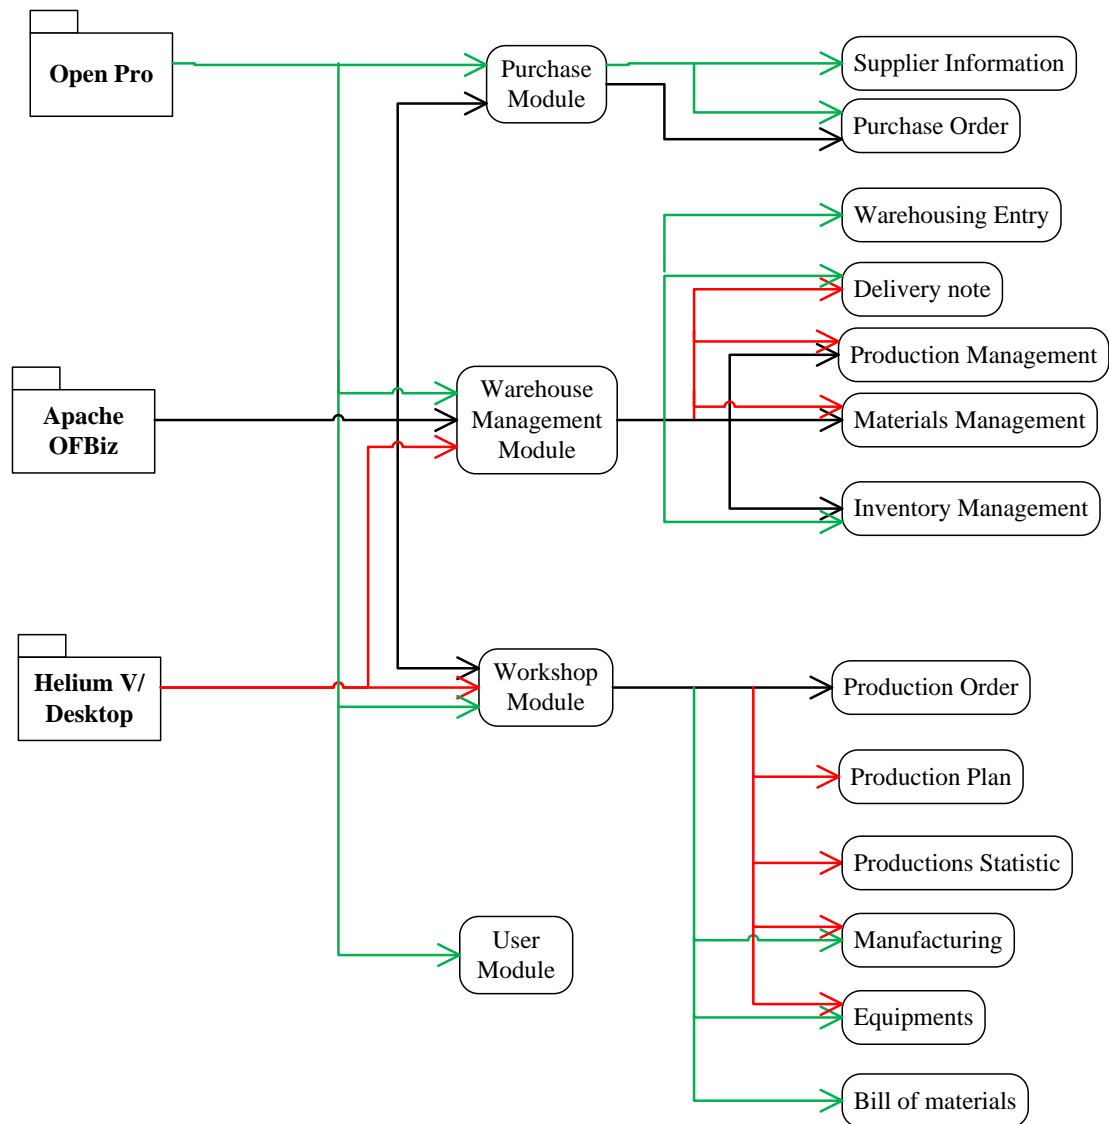 Open Pro
Purchase
Module
Supplier Information
Purchase Order
Warehousing Entry
Delivery note
Production Management
Apache
OFBiz
Warehouse
Management
Module
Materials Management
Inventory Management
Helium V/
Desktop
Workshop
Module
Production Order
Production Plan
Productions Statistic
User
Module
Manufacturing
Equipments
Bill of materials